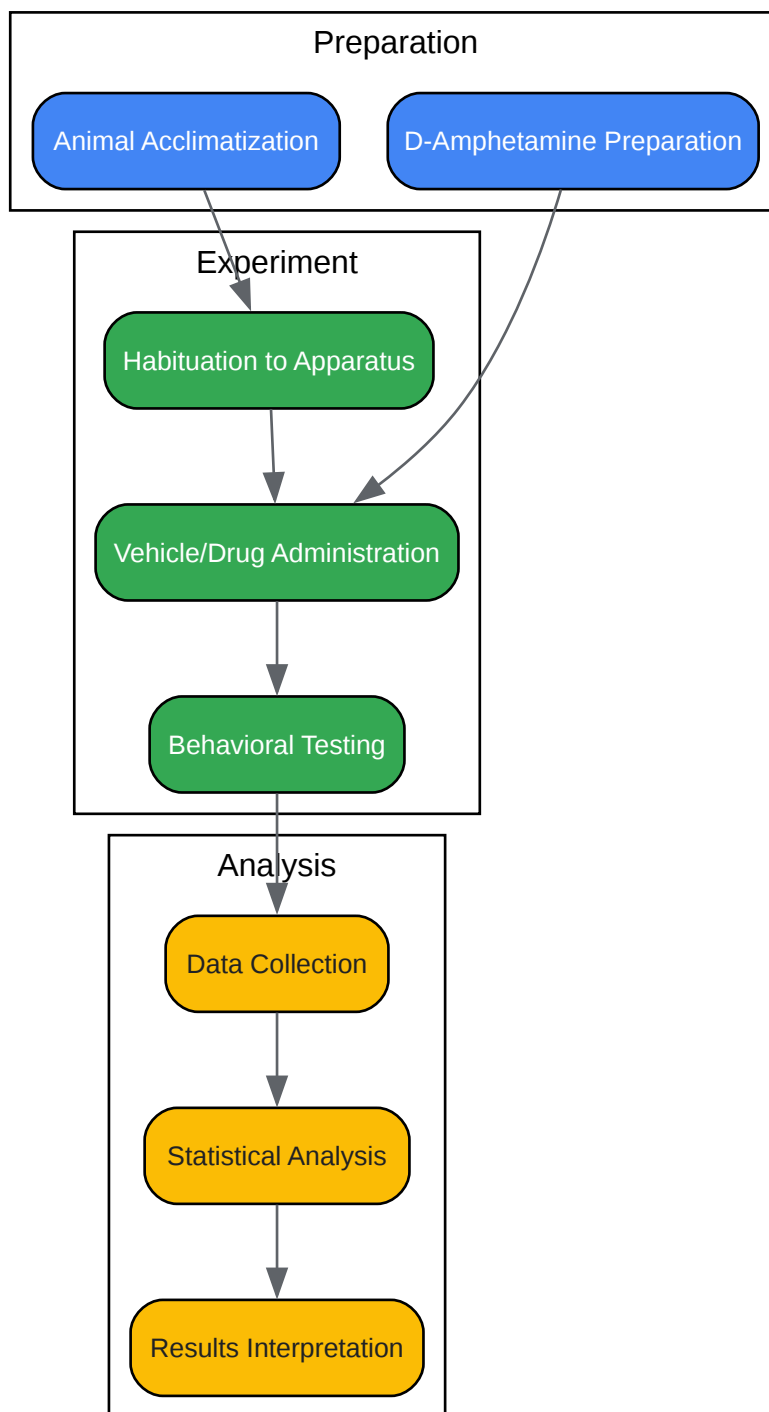 Preparation
Animal Acclimatization
D-Amphetamine Preparation
Experiment
Habituation to Apparatus
Vehicle/Drug Administration
Behavioral Testing
Analysis
Data Collection
Statistical Analysis
Results Interpretation